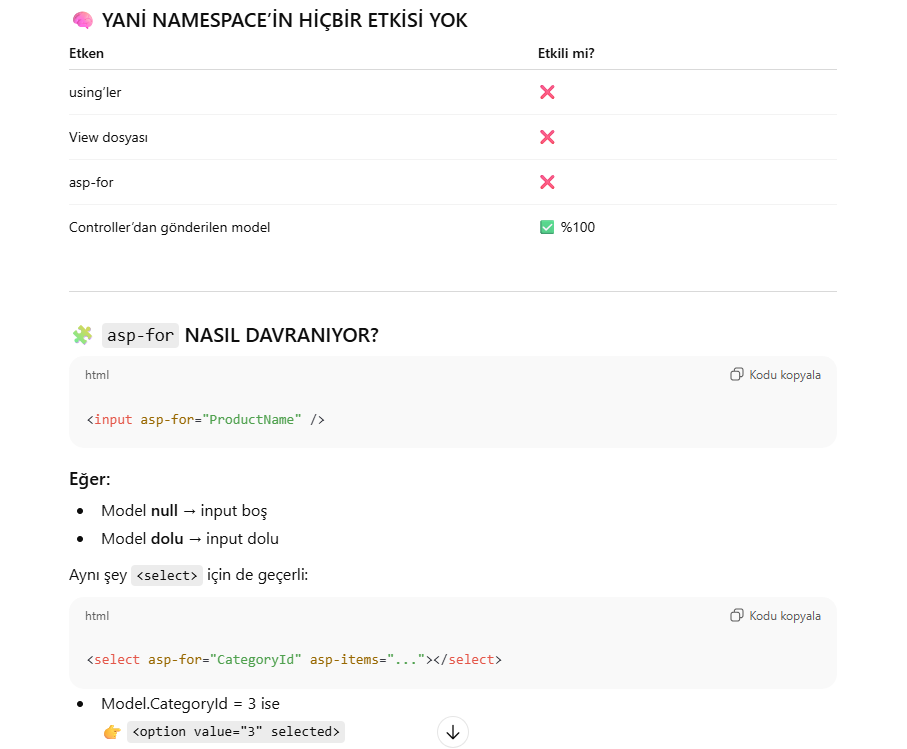 🧠 YANİ NAMESPACE’İN HİÇBİR ETKİSİ YOK
Etken Etkili mi?
using’ler ❌
View dosyası ❌
asp-for ❌
Controller’dan gönderilen model ✅ %100
🧩 asp-for NASIL DAVRANIYOR?
html Kodu kopyala
<input asp-for="ProductName" />
Eğer:
• Model null → input boş
• Model dolu → input dolu
Aynı şey <select> için de geçerli:
html Kodu kopyala
<select asp-for="CategoryId" asp-items="..."></select>
• Model.CategoryId = 3 ise
👉 <option value="3" selected>